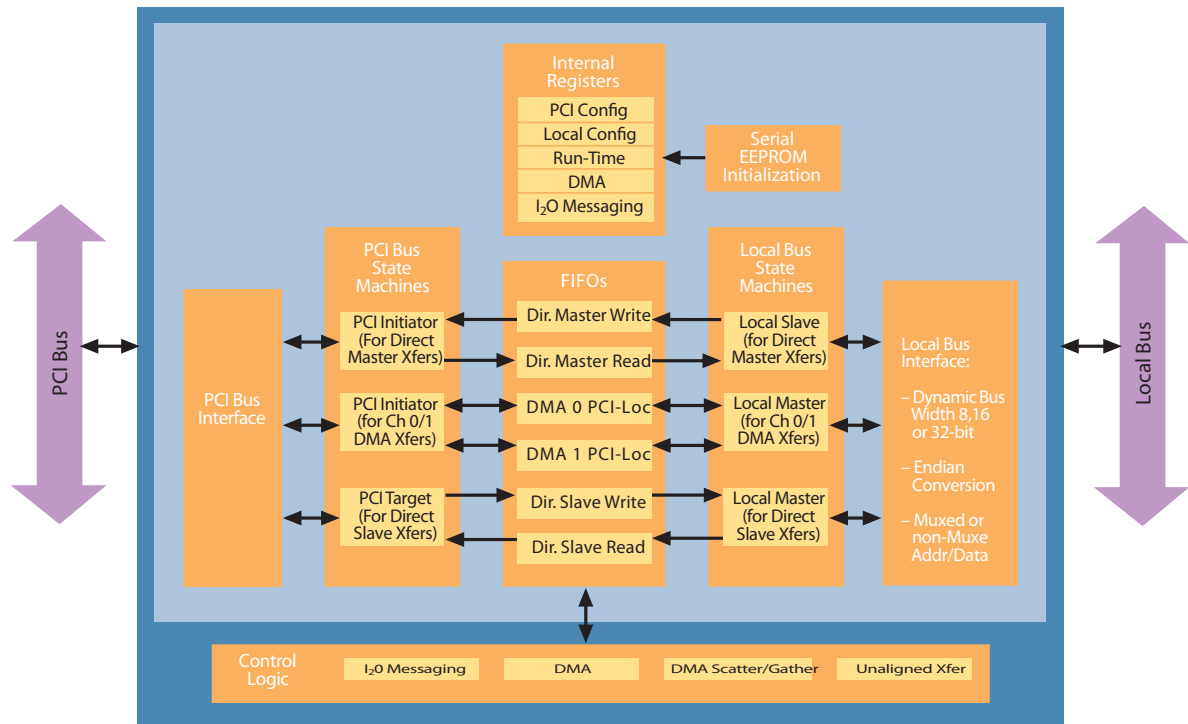 Internal
Registers
PCI Config
Local Config
Run-Time
DMA
I₂O Messaging
Serial
EEPROM
Initialization
PCI Bus
PCI Bus
Interface
PCI Bus
State
Machines
PCI Initiator
(For Direct
Master Xfers)
PCI Initiator
(for Ch 0/1
DMA Xfers)
PCI Target
(For Direct
Slave Xfers)
FIFOs
Dir. Master Write
Dir. Master Read
DMA 0 PCI-Loc
DMA 1 PCI-Loc
Dir. Slave Write
Dir. Slave Read
Local Bus
State
Machines
Local Slave
(for Direct
Master Xfers)
Local Master
(for Ch 0/1
DMA Xfers)
Local Master
(for Direct
Slave Xfers)
Local Bus
Interface:
– Dynamic Bus
Width 8,16
or 32-bit
– Endian
Conversion
– Muxed or
non-Muxe
Addr/Data
Local Bus
Control
Logic
I₂0 Messaging
DMA
DMA Scatter/Gather
Unaligned Xfer